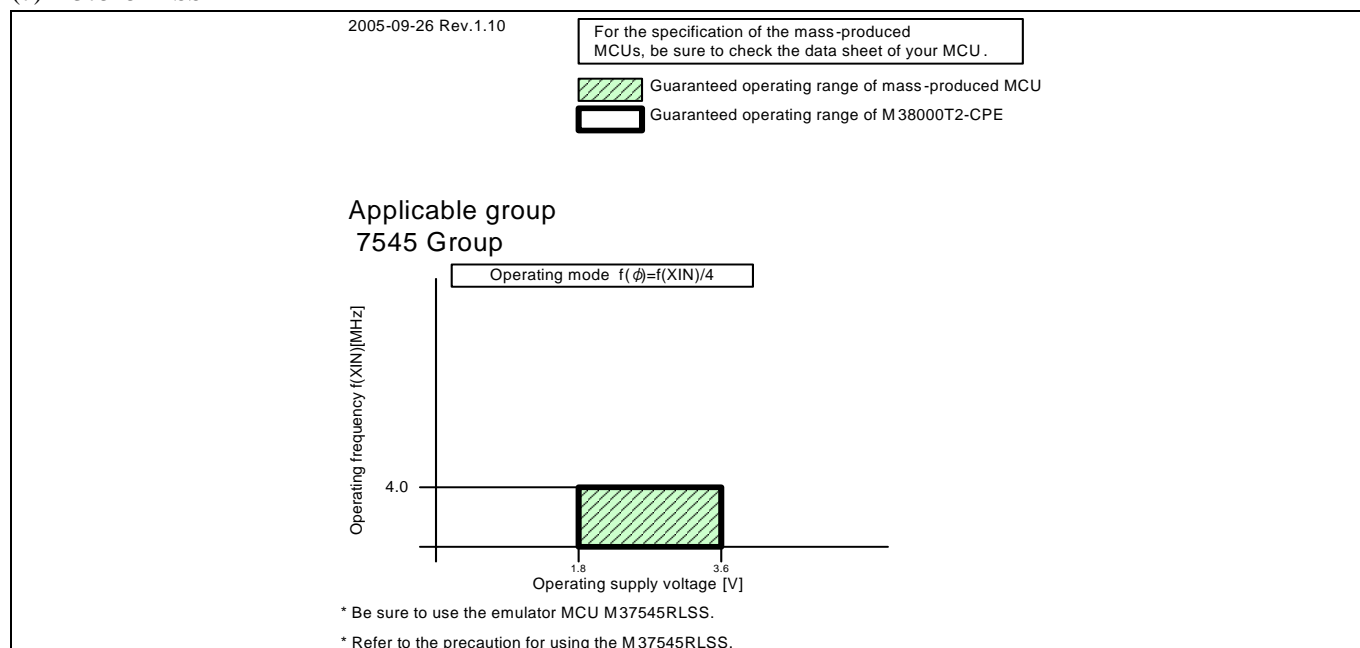 2005-09-26 Rev.1.10
For the specification of the mass-produced
MCUs, be sure to check the data sheet of your MCU.
Guaranteed operating range of mass-produced MCU
Guaranteed operating range of M38000T2-CPE
Applicable group
7545 Group
Operating mode f(ϕ)=f(XIN)/4
Operating frequency f(XIN)[MHz]
4.0
1.8 3.6
Operating supply voltage [V]
* Be sure to use the emulator MCU M37545RLSS.
* Refer to the precaution for using the M37545RLSS.